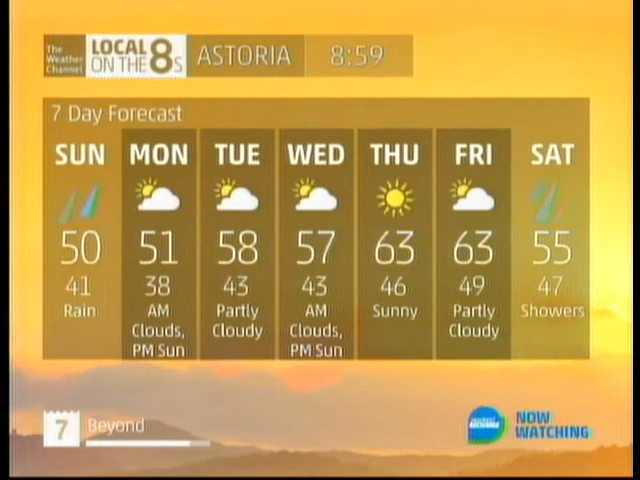 The Weather Channel
LOCAL ON THE 8s
ASTORIA
8:59
7 Day Forecast
SUN MON TUE WED THU FRI SAT
50 51 58 57 63 63 55
41 38 43 43 46 49 47
Rain
AM Clouds, PM Sun
Partly Cloudy
AM Clouds, PM Sun
Sunny
Partly Cloudy
Showers
7
Beyond
NOW
WATCHING